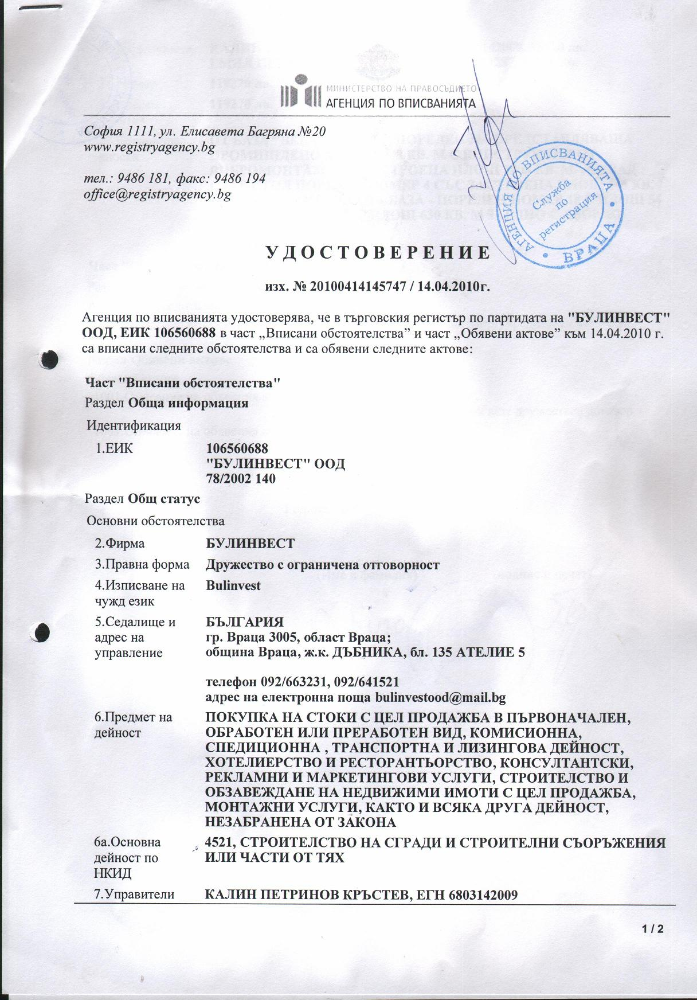 МИНИСТЕРСТВО НА ПРАВОСЪДИЕТО
АГЕНЦИЯ ПО ВПИСВАНИЯТА
София 1111, ул. Елисавета Багряна №20
www.registryagency.bg
тел.: 9486 181, факс: 9486 194
office@registryagency.bg
АГЕНЦИЯ ПО ВПИСВАНИЯТА • ВРАЦА •
Служба
по
регистрация
УДОСТОВЕРЕНИЕ
изх. № 20100414145747 / 14.04.2010г.
Агенция по вписванията удостоверява, че в търговския регистър по партидата на "БУЛИНВЕСТ"
ООД, ЕИК 106560688 в част „Вписани обстоятелства” и част „Обявени актове” към 14.04.2010 г.
са вписани следните обстоятелства и са обявени следните актове:
Част "Вписани обстоятелства"
Раздел Обща информация
Идентификация
1.ЕИК 106560688
"БУЛИНВЕСТ" ООД
78/2002 140
Раздел Общ статус
Основни обстоятелства
2.Фирма БУЛИНВЕСТ
3.Правна форма Дружество с ограничена отговорност
4.Изписване на Bulinvest
чужд език
5.Седалище и БЪЛГАРИЯ
адрес на гр. Враца 3005, област Враца;
управление община Враца, ж.к. ДЪБНИКА, бл. 135 АТЕЛИЕ 5
телефон 092/663231, 092/641521
адрес на електронна поща bulinvestood@mail.bg
6.Предмет на ПОКУПКА НА СТОКИ С ЦЕЛ ПРОДАЖБА В ПЪРВОНАЧАЛЕН,
дейност ОБРАБОТЕН ИЛИ ПРЕРАБОТЕН ВИД, КОМИСИОННА,
СПЕДИЦИОННА , ТРАНСПОРТНА И ЛИЗИНГОВА ДЕЙНОСТ,
ХОТЕЛИЕРСТВО И РЕСТОРАНТЬОРСТВО, КОНСУЛТАНТСКИ,
РЕКЛАМНИ И МАРКЕТИНГОВИ УСЛУГИ, СТРОИТЕЛСТВО И
ОБЗАВЕЖДАНЕ НА НЕДВИЖИМИ ИМОТИ С ЦЕЛ ПРОДАЖБА,
МОНТАЖНИ УСЛУГИ, КАКТО И ВСЯКА ДРУГА ДЕЙНОСТ,
НЕЗАБРАНЕНА ОТ ЗАКОНА
6а.Основна 4521, СТРОИТЕЛСТВО НА СГРАДИ И СТРОИТЕЛНИ СЪОРЪЖЕНИЯ
дейност по ИЛИ ЧАСТИ ОТ ТЯХ
НКИД
7.Управители КАЛИН ПЕТРИНОВ КРЪСТЕВ, ЕГН 6803142009
1 / 2